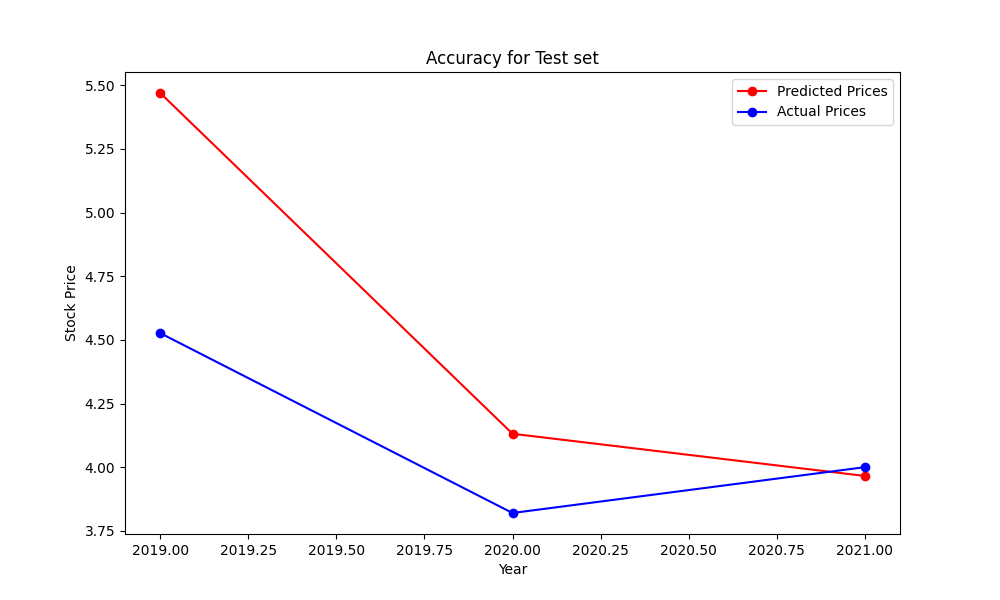 Accuracy for Test set
Predicted Prices
Actual Prices
5.50
5.25
5.00
4.75
4.50
4.25
4.00
3.75
Stock Price
2019.00 2019.25 2019.50 2019.75 2020.00 2020.25 2020.50 2020.75 2021.00
Year